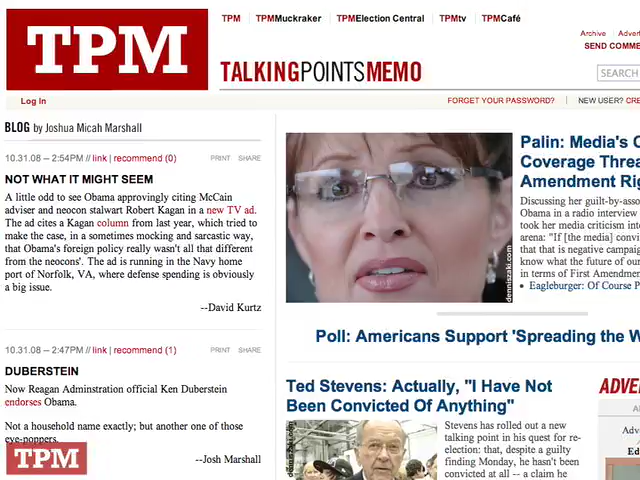 TPM
TPM TPMMuckraker TPMElection Central TPMtv TPMCafé
Archive
SEND COMME
TALKINGPOINTSMEMO
SEARCH
Log In
FORGET YOUR PASSWORD? NEW USER? CRE
BLOG by Joshua Micah Marshall
10.31.08 -- 2:54PM // link | recommend (0) PRINT SHARE
NOT WHAT IT MIGHT SEEM
A little odd to see Obama approvingly citing McCain
adviser and neocon stalwart Robert Kagan in a new TV ad.
The ad cites a Kagan column from last year, which tried to
make the case, in a sometimes mocking and sarcastic way,
that Obama's foreign policy really wasn't all that different
from the neocons'. The ad is running in the Navy home
port of Norfolk, VA, where defense spending is obviously
a big issue.
--David Kurtz
10.31.08 -- 2:47PM // link | recommend (1) PRINT SHARE
DUBERSTEIN
Now Reagan Adminstration official Ken Duberstein
endorses Obama.
Not a household name exactly; but another one of those
eye-poppers.
--Josh Marshall
TPM
denniszaki.com
Palin: Media's C
Coverage Threa
Amendment Rig
Discussing her guilt-by-asso
Obama in a radio interview
took her media criticism into
arena: "If [the media] convi
that that is negative campaig
know what the future of our
in terms of First Amendmen
• Eagleburger: Of Course P
Poll: Americans Support 'Spreading the W
Ted Stevens: Actually, "I Have Not
Been Convicted Of Anything"
Stevens has rolled out a new
talking point in his quest for re-
election: that, despite a guilty
finding Monday, he hasn't been
convicted at all -- a claim he
ADVE
Adve
Ed